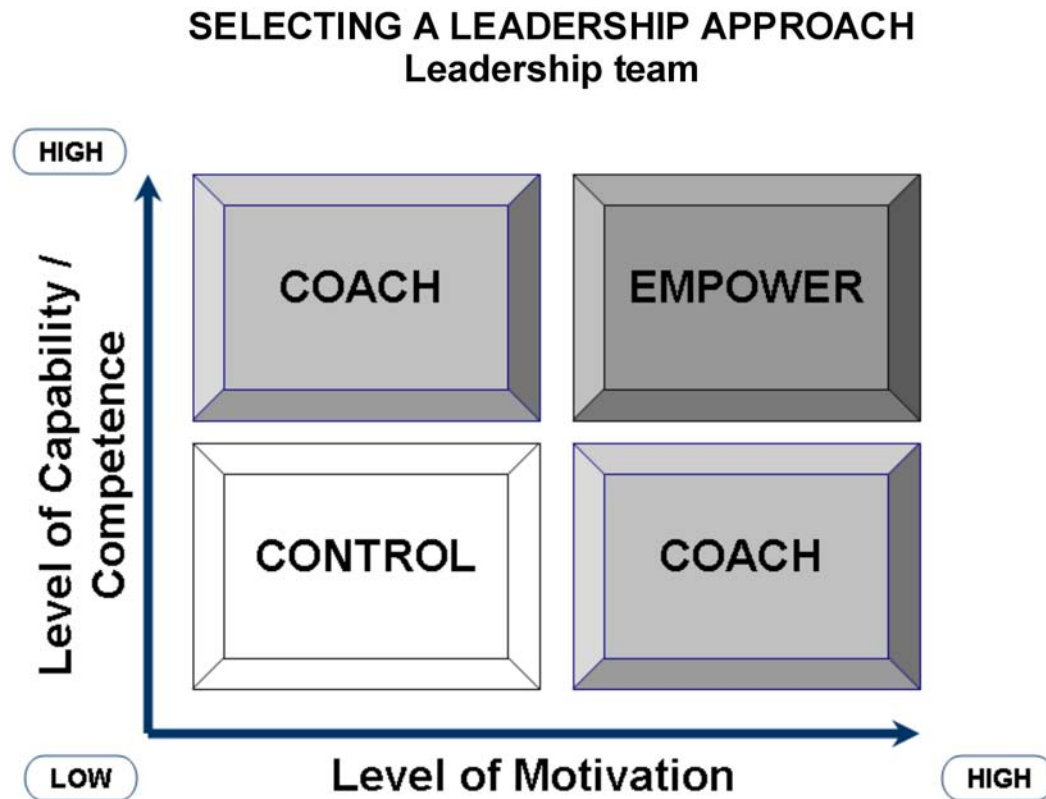 SELECTING A LEADERSHIP APPROACH
Leadership team
HIGH
Level of Capability /
Competence
COACH
EMPOWER
CONTROL
COACH
LOW
Level of Motivation
HIGH